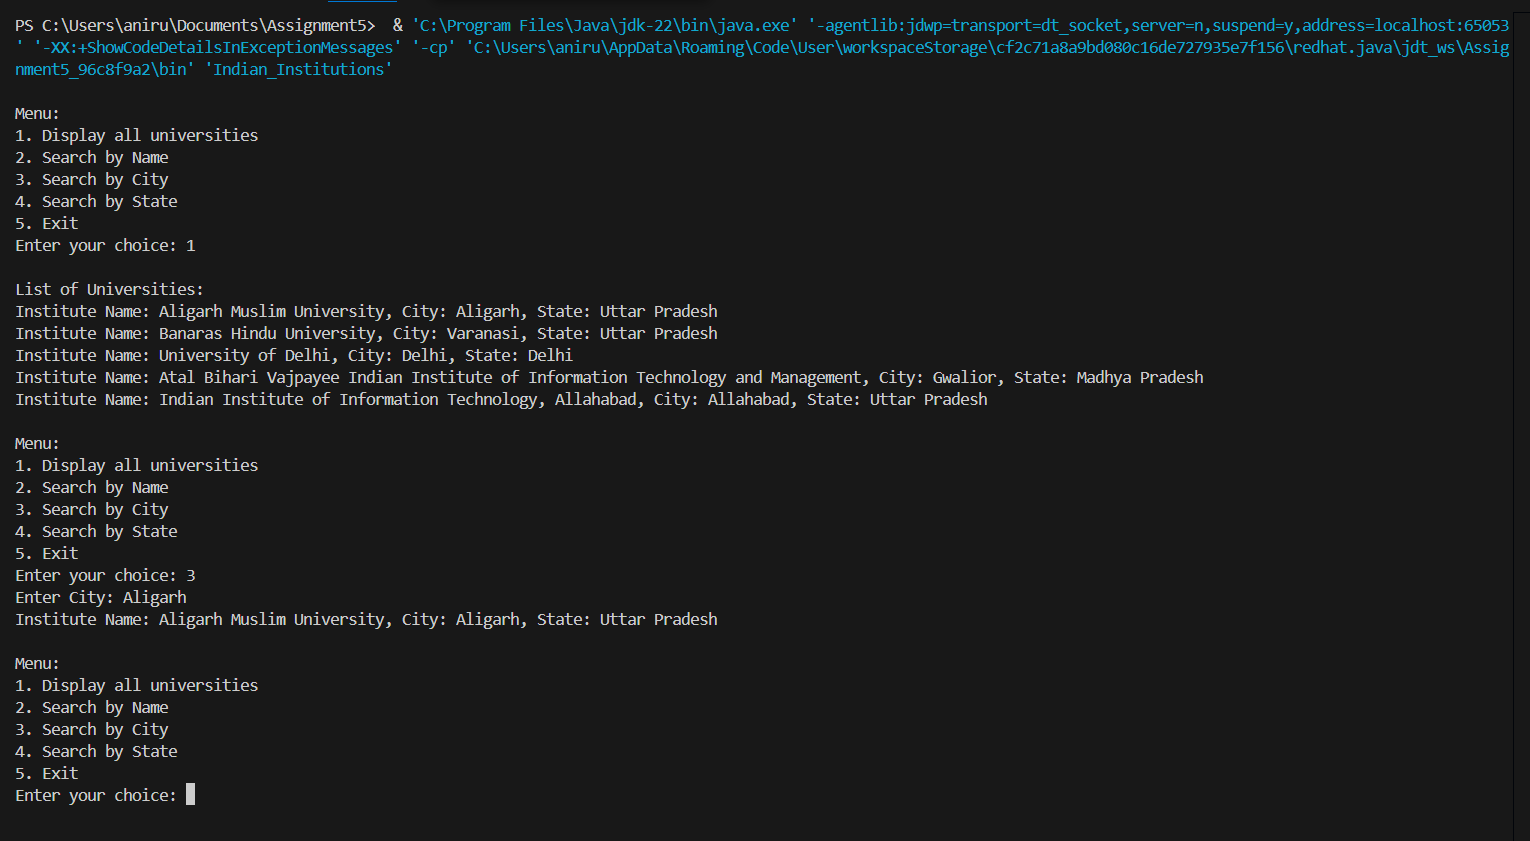 PS C:\Users\aniru\Documents\Assignment5>  & 'C:\Program Files\Java\jdk-22\bin\java.exe' '-agentlib:jdwp=transport=dt_socket,server=n,suspend=y,address=localhost:65053
' '-XX:+ShowCodeDetailsInExceptionMessages' '-cp' 'C:\Users\aniru\AppData\Roaming\Code\User\workspaceStorage\cf2c71a8a9bd080c16de727935e7f156\redhat.java\jdt_ws\Assig
nment5_96c8f9a2\bin' 'Indian_Institutions'

Menu:
1. Display all universities
2. Search by Name
3. Search by City
4. Search by State
5. Exit
Enter your choice: 1

List of Universities:
Institute Name: Aligarh Muslim University, City: Aligarh, State: Uttar Pradesh
Institute Name: Banaras Hindu University, City: Varanasi, State: Uttar Pradesh
Institute Name: University of Delhi, City: Delhi, State: Delhi
Institute Name: Atal Bihari Vajpayee Indian Institute of Information Technology and Management, City: Gwalior, State: Madhya Pradesh
Institute Name: Indian Institute of Information Technology, Allahabad, City: Allahabad, State: Uttar Pradesh

Menu:
1. Display all universities
2. Search by Name
3. Search by City
4. Search by State
5. Exit
Enter your choice: 3
Enter City: Aligarh
Institute Name: Aligarh Muslim University, City: Aligarh, State: Uttar Pradesh

Menu:
1. Display all universities
2. Search by Name
3. Search by City
4. Search by State
5. Exit
Enter your choice: